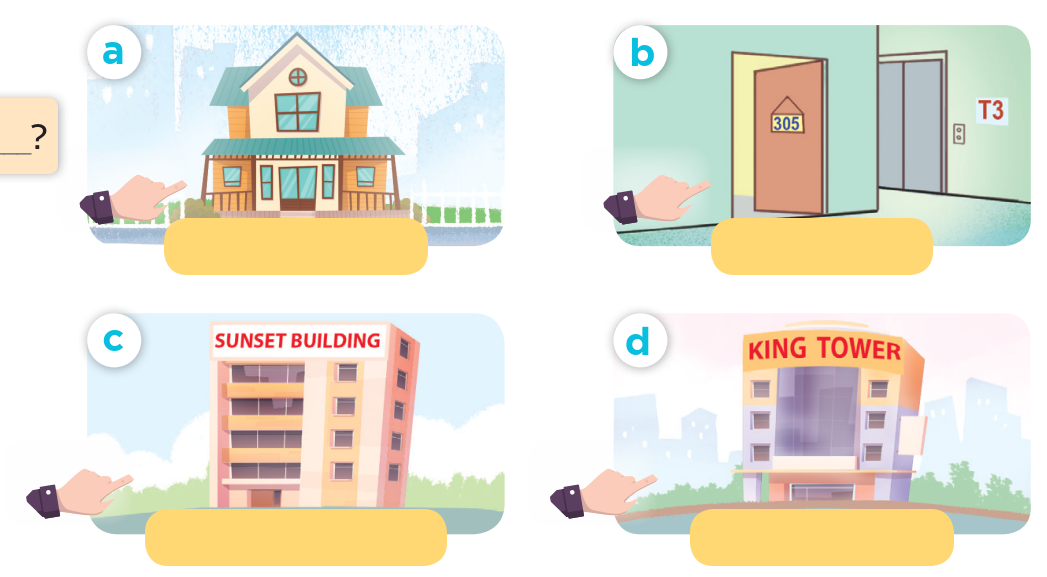 __?
a
b
305
T3
c
SUNSET BUILDING
d
KING TOWER